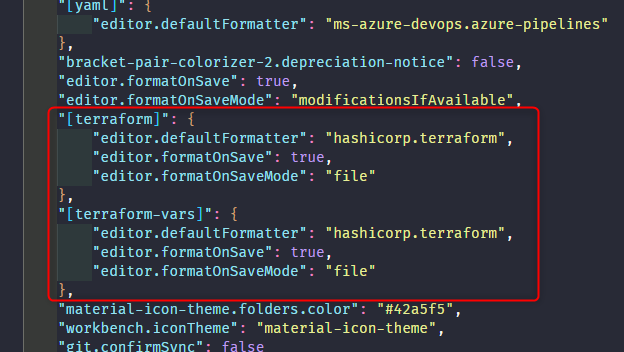 "[yaml]": {
"editor.defaultFormatter": "ms-azure-devops.azure-pipelines"
},
"bracket-pair-colorizer-2.depreciation-notice": false,
"editor.formatOnSave": true,
"editor.formatOnSaveMode": "modificationsIfAvailable",
"[terraform]": {
"editor.defaultFormatter": "hashicorp.terraform",
"editor.formatOnSave": true,
"editor.formatOnSaveMode": "file"
},
"[terraform-vars]": {
"editor.defaultFormatter": "hashicorp.terraform",
"editor.formatOnSave": true,
"editor.formatOnSaveMode": "file"
},
"material-icon-theme.folders.color": "#42a5f5",
"workbench.iconTheme": "material-icon-theme",
"git.confirmSync": false